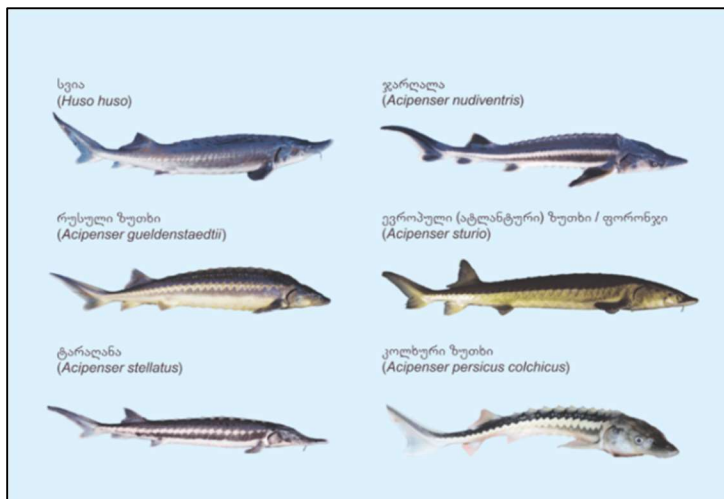 სვია
(Huso huso)
ჯარღალა
(Acipenser nudiventris)
რუსული ზუთხი
(Acipenser gueldenstaedtii)
ევროპული (ატლანტური) ზუთხი / ფორონჯი
(Acipenser sturio)
ტარაღანა
(Acipenser stellatus)
კოლხური ზუთხი
(Acipenser persicus colchicus)